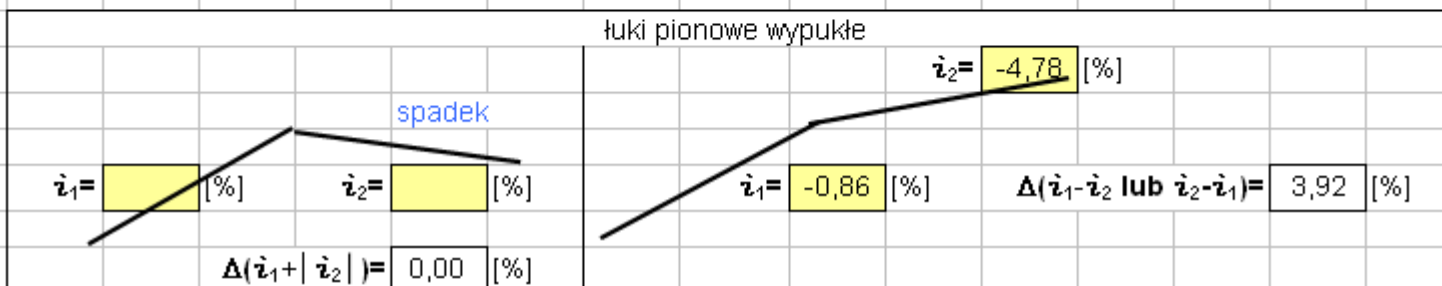 łuki pionowe wypukłe
i₂= -4,78 [%]
spadek
i₁= [%] i₂= [%] i₁= -0,86 [%] Δ(i₁-i₂ lub i₂-i₁)= 3,92 [%]
Δ(i₁+| i₂| )= 0,00 [%]